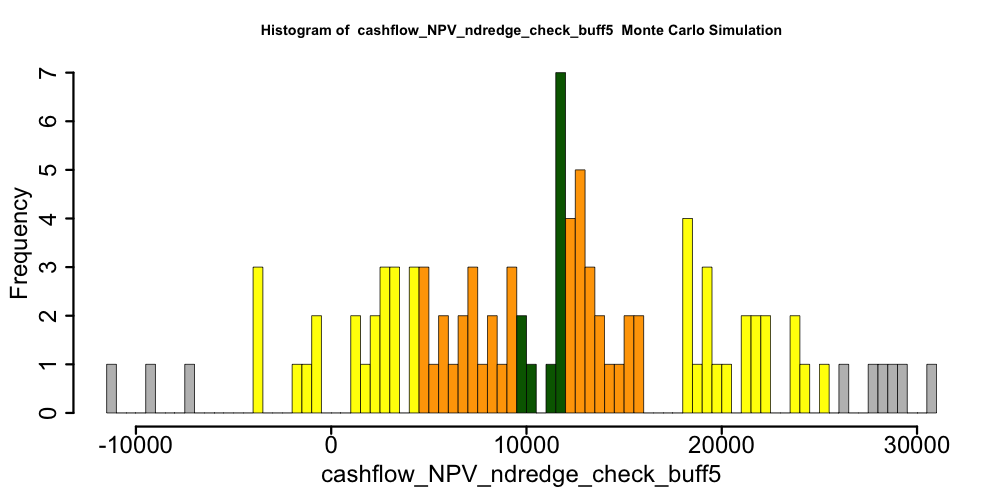 Histogram of  cashflow_NPV_ndredge_check_buff5  Monte Carlo Simulation
Frequency
7
6
5
4
3
2
1
0
-10000 0 10000 20000 30000
cashflow_NPV_ndredge_check_buff5